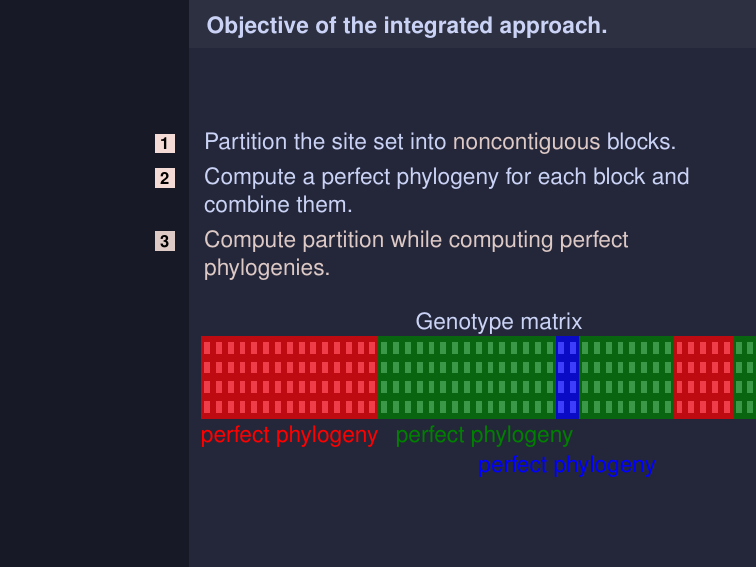 Objective of the integrated approach.
1 Partition the site set into noncontiguous blocks.
2 Compute a perfect phylogeny for each block and
combine them.
3 Compute partition while computing perfect
phylogenies.
Genotype matrix
perfect phylogeny perfect phylogeny
perfect phylogeny